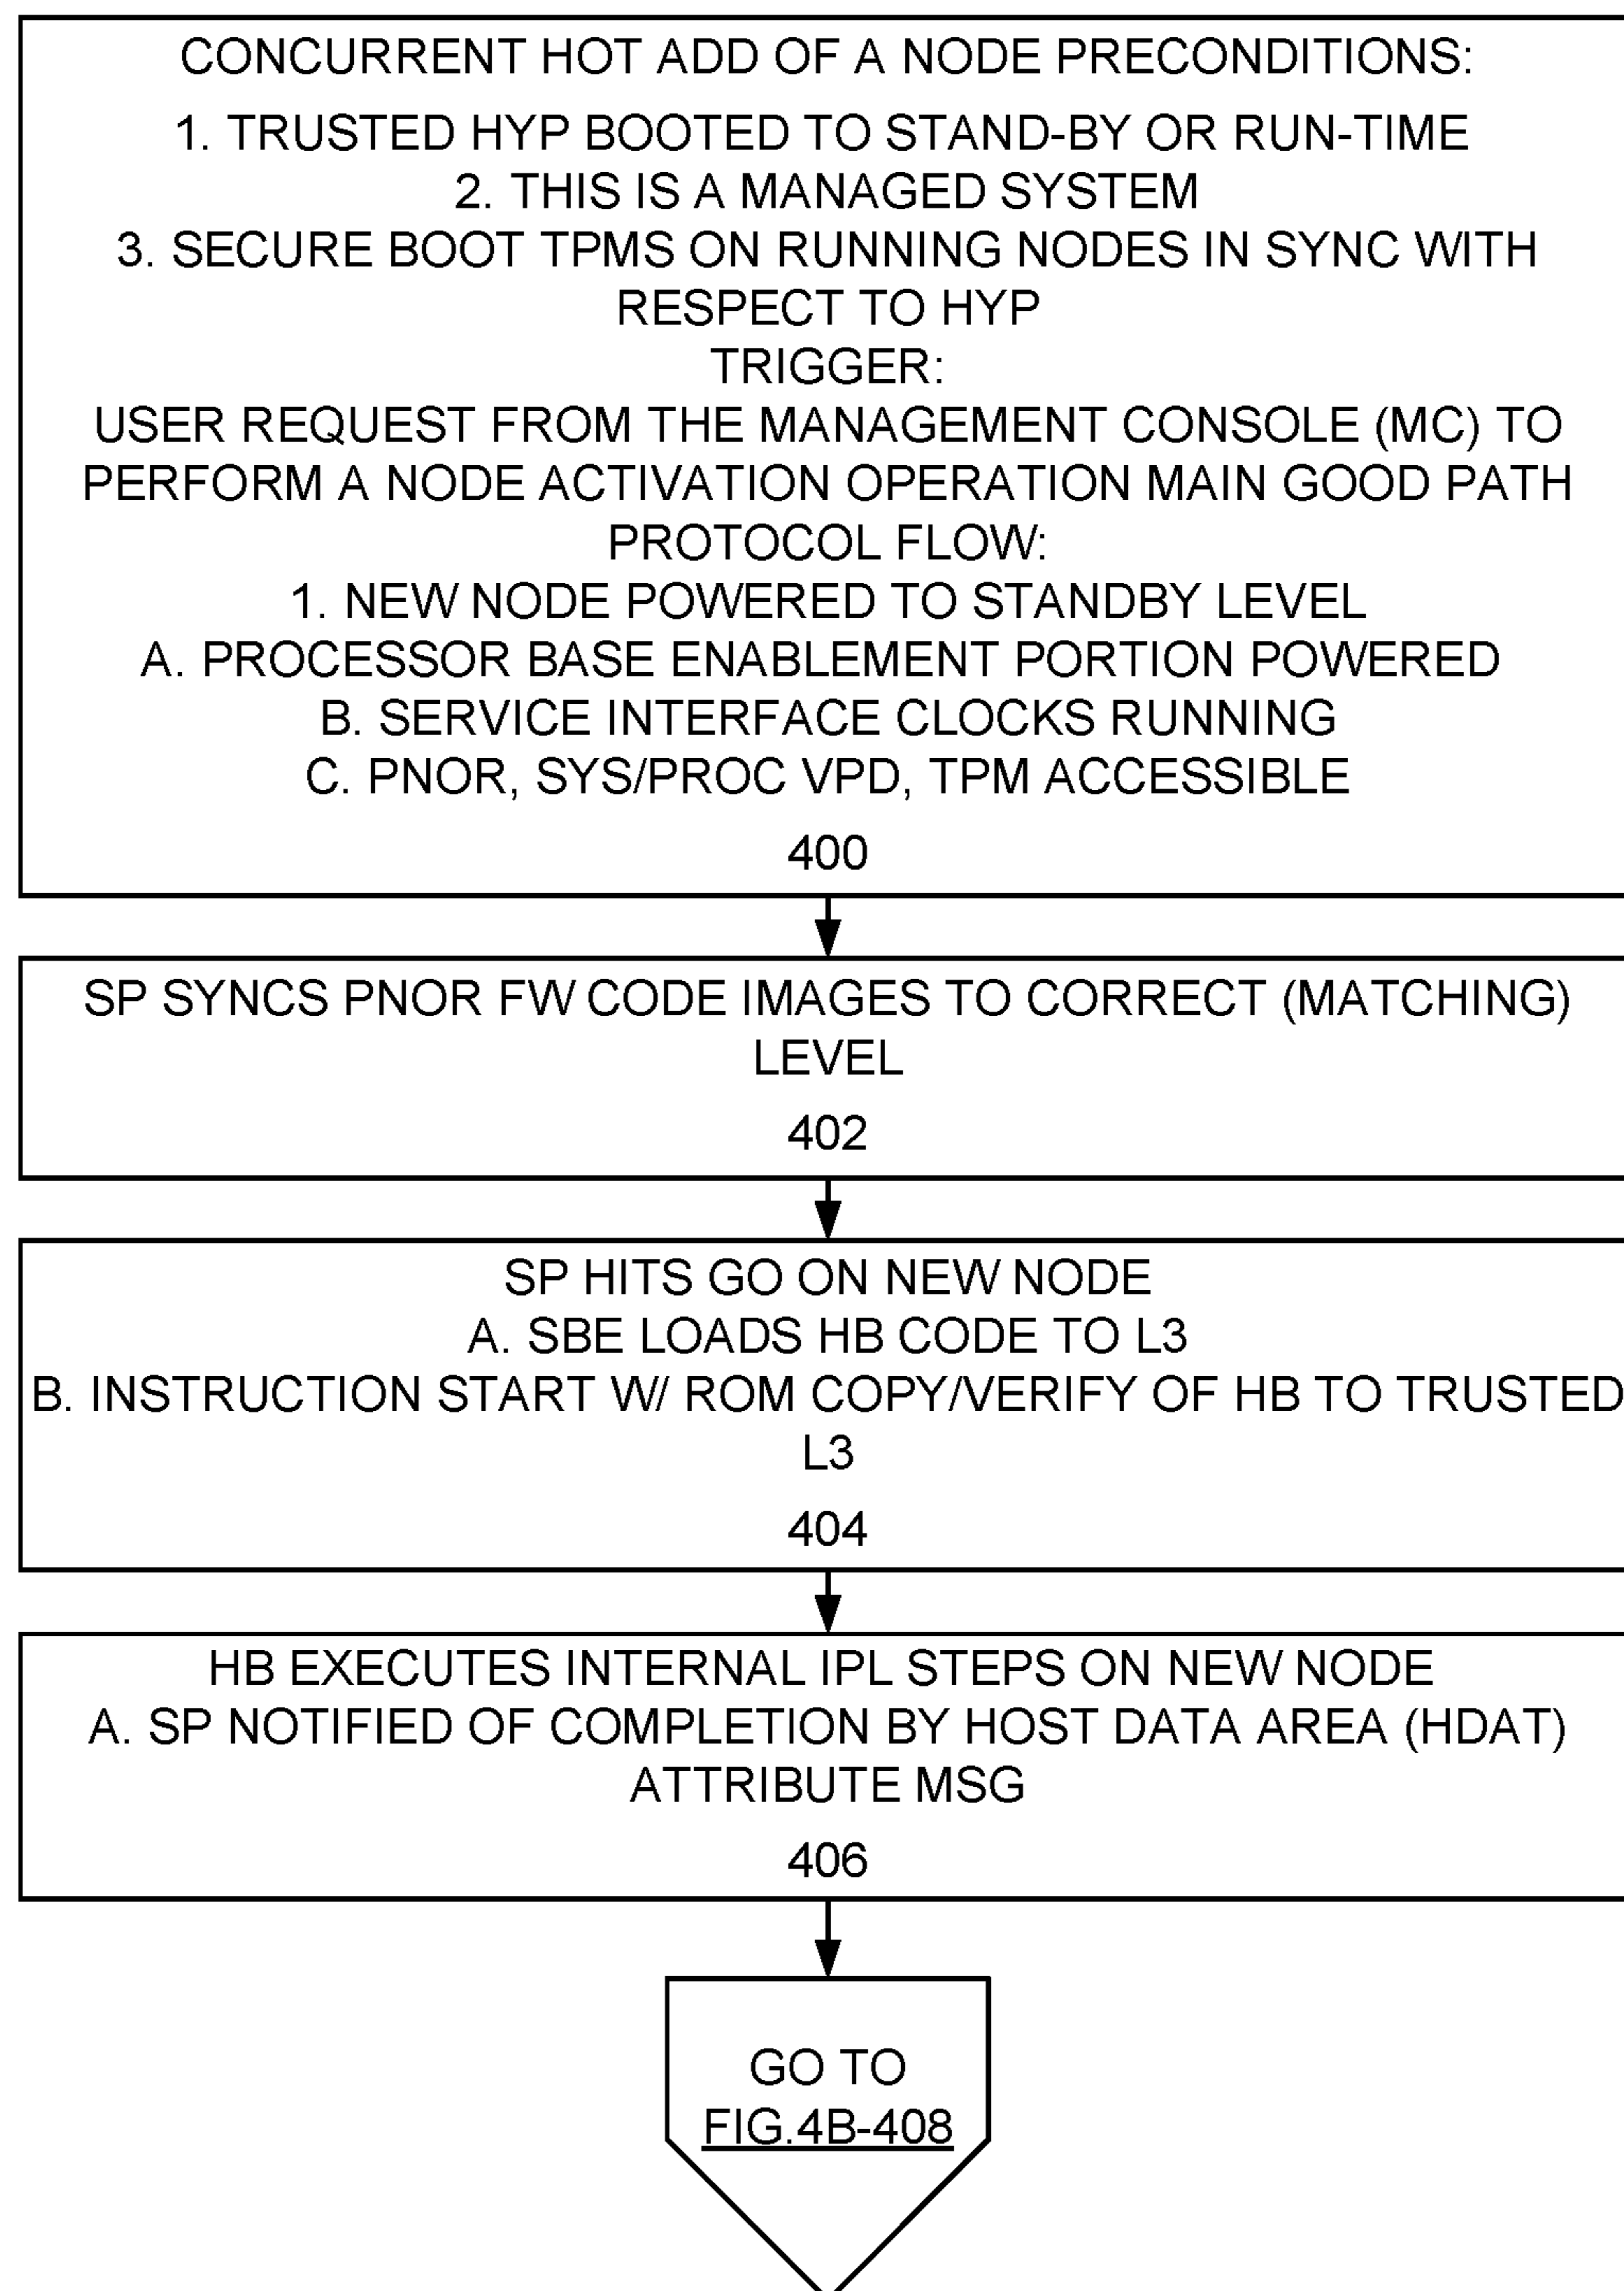 CONCURRENT HOT ADD OF A NODE PRECONDITIONS:
1. TRUSTED HYP BOOTED TO STAND-BY OR RUN-TIME
2. THIS IS A MANAGED SYSTEM
3. SECURE BOOT TPMS ON RUNNING NODES IN SYNC WITH
RESPECT TO HYP
TRIGGER:
USER REQUEST FROM THE MANAGEMENT CONSOLE (MC) TO
PERFORM A NODE ACTIVATION OPERATION MAIN GOOD PATH
PROTOCOL FLOW:
1. NEW NODE POWERED TO STANDBY LEVEL
A. PROCESSOR BASE ENABLEMENT PORTION POWERED
B. SERVICE INTERFACE CLOCKS RUNNING
C. PNOR, SYS/PROC VPD, TPM ACCESSIBLE
400
SP SYNCS PNOR FW CODE IMAGES TO CORRECT (MATCHING)
LEVEL
402
SP HITS GO ON NEW NODE
A. SBE LOADS HB CODE TO L3
B. INSTRUCTION START W/ ROM COPY/VERIFY OF HB TO TRUSTED
L3
404
HB EXECUTES INTERNAL IPL STEPS ON NEW NODE
A. SP NOTIFIED OF COMPLETION BY HOST DATA AREA (HDAT)
ATTRIBUTE MSG
406
GO TO
FIG.4B-408